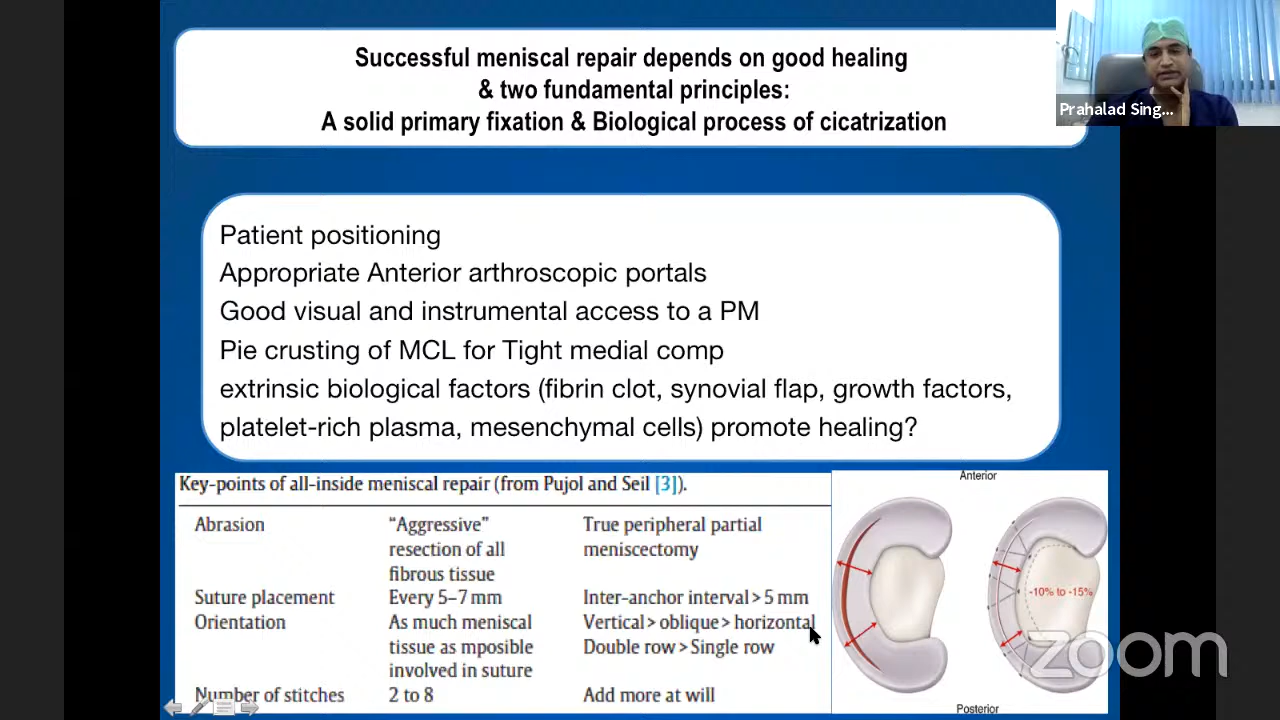 Successful meniscal repair depends on good healing
& two fundamental principles:
A solid primary fixation & Biological process of cicatrization
Prahalad Sing...
Patient positioning
Appropriate Anterior arthroscopic portals
Good visual and instrumental access to a PM
Pie crusting of MCL for Tight medial comp
extrinsic biological factors (fibrin clot, synovial flap, growth factors,
platelet-rich plasma, mesenchymal cells) promote healing?
Key-points of all-inside meniscal repair (from Pujol and Seil [3]).
Abrasion "Aggressive" True peripheral partial
resection of all meniscectomy
fibrous tissue
Suture placement Every 5–7 mm Inter-anchor interval > 5 mm
Orientation As much meniscal Vertical > oblique > horizontal
tissue as mposible Double row > Single row
involved in suture
Number of stitches 2 to 8 Add more at will
Anterior
-10% to -15%
Posterior
zoom